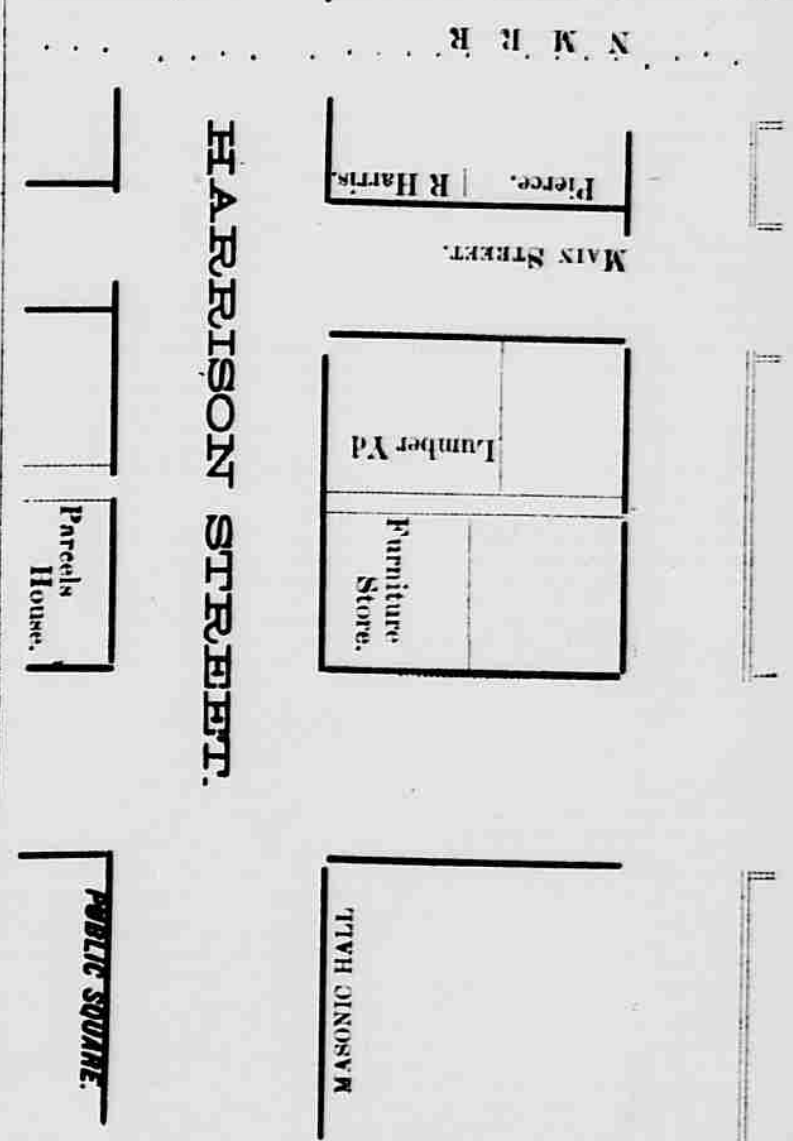 N M R R
Pierce. | R Harris.
MAIN STREET.
HARRISON STREET.
Lumber Yd
Furniture
Store.
Parcels
House.
PUBLIC SQUARE.
MASONIC HALL